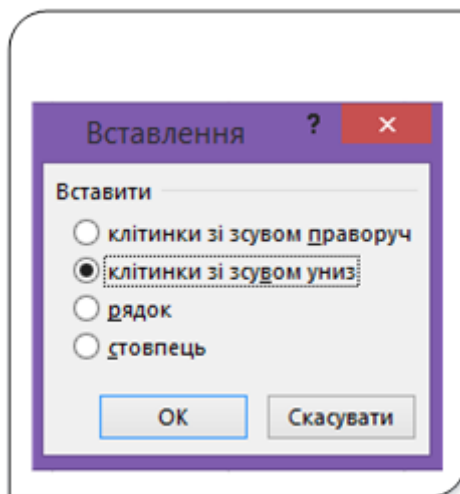 Вставлення ?
Вставити
клітинки зі зсувом праворуч
клітинки зі зсувом униз
рядок
стовпець
ОК Скасувати